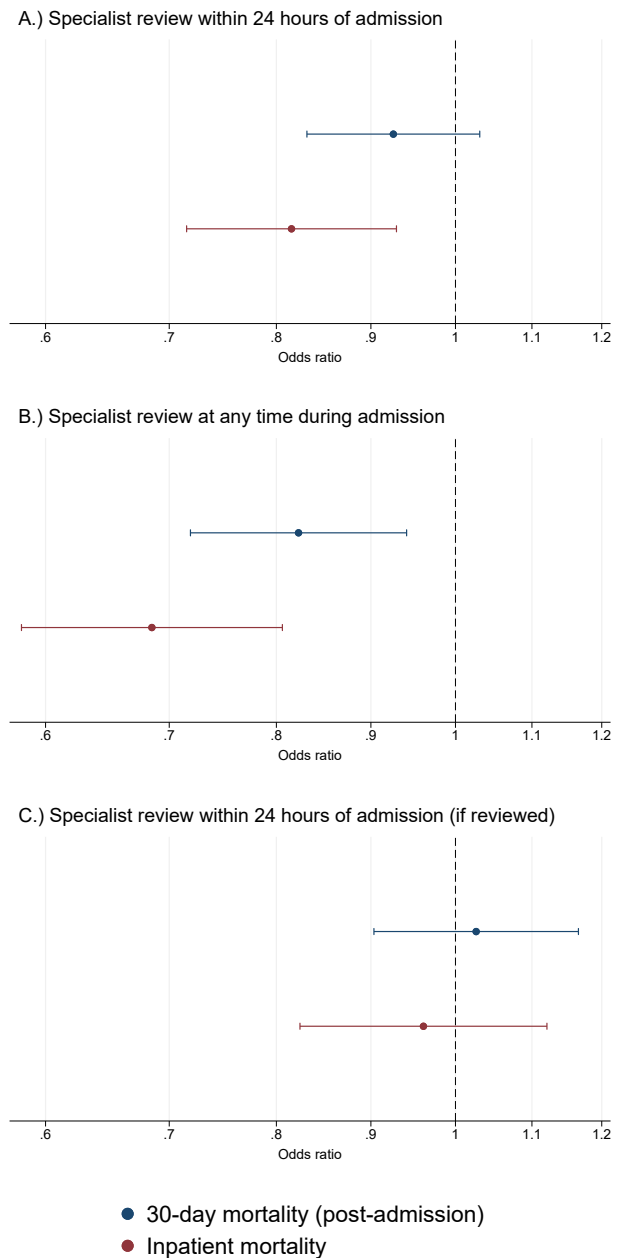 A.) Specialist review within 24 hours of admission
.6 .7 .8 .9 1 1.1 1.2
Odds ratio
B.) Specialist review at any time during admission
.6 .7 .8 .9 1 1.1 1.2
Odds ratio
C.) Specialist review within 24 hours of admission (if reviewed)
.6 .7 .8 .9 1 1.1 1.2
Odds ratio
30-day mortality (post-admission)
Inpatient mortality